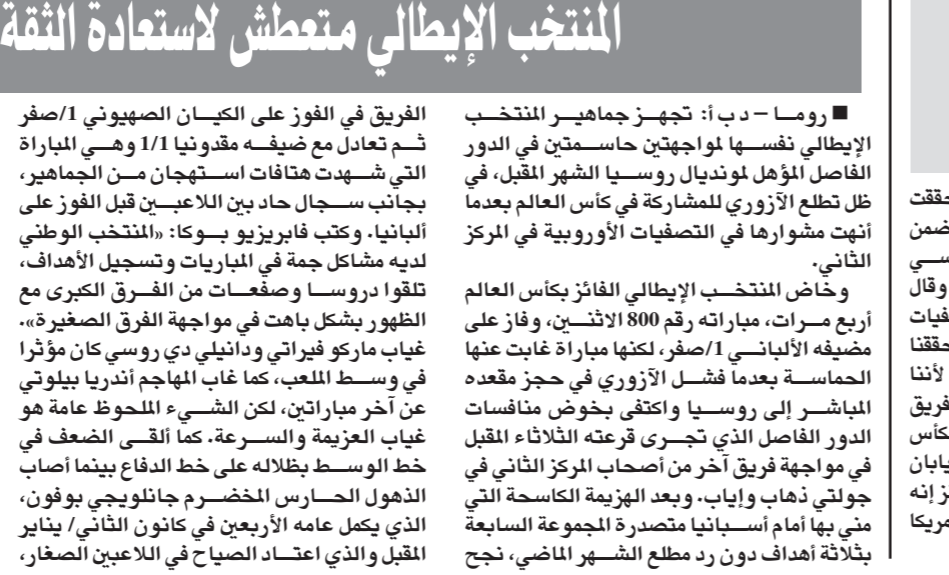 المنتخب الإيطالي متعطش لاستعادة الثقة
■ روما – د ب أ: تجهز جماهير المنتخب
الإيطالي نفسها لمواجهتين حاسمتين في الدور
الفاصل المؤهل لمونديال روسيا الشهر المقبل، في
ظل تطلع الآزوري للمشاركة في كأس العالم بعدما
أنهت مشوارها في التصفيات الأوروبية في المركز
الثاني.
وخاض المنتخب الإيطالي الفائز بكأس العالم
أربع مرات، مباراته رقم 800 الاثنين، وفاز على
مضيفه الألباني 1/صفر، لكنها مباراة غابت عنها
الحماسة بعدما فشل الآزوري في حجز مقعده
المباشر إلى روسيا واكتفى بخوض منافسات
الدور الفاصل الذي تجرى قرعته الثلاثاء المقبل
في مواجهة فريق آخر من أصحاب المركز الثاني في
جولتي ذهاب وإياب. وبعد الهزيمة الكاسحة التي
مني بها أمام أسبانيا متصدرة المجموعة السابعة
بثلاثة أهداف دون رد مطلع الشهر الماضي، نجح
الفريق في الفوز على الكيان الصهيوني 1/صفر
ثم تعادل مع ضيفه مقدونيا 1/1 وهي المباراة
التي شهدت هتافات استهجان من الجماهير،
بجانب سجال حاد بين اللاعبين قبل الفوز على
ألبانيا. وكتب فابريزيو بوكا: «المنتخب الوطني
لديه مشاكل جمة في المباريات وتسجيل الأهداف،
تلقوا دروسا وصفعات من الفرق الكبرى مع
الظهور بشكل باهت في مواجهة الفرق الصغيرة».
غياب ماركو فيراتي ودانيلي دي روسي كان مؤثرا
في وسط الملعب، كما غاب المهاجم أندريا بيلوتي
عن آخر مباراتين، لكن الشيء الملحوظ عامة هو
غياب العزيمة والسرعة. كما ألقى الضعف في
خط الوسط بظلاله على خط الدفاع بينما أصاب
الذهول الحارس المخضرم جانلويجي بوفون،
الذي يكمل عامه الأربعين في كانون الثاني/ يناير
المقبل والذي اعتاد الصياح في اللاعبين الصغار،
حققت
ضمن
سي
وقال
فيات
حققنا
لأننا
فريق
كأس
يابان
ز إنه
مريكا